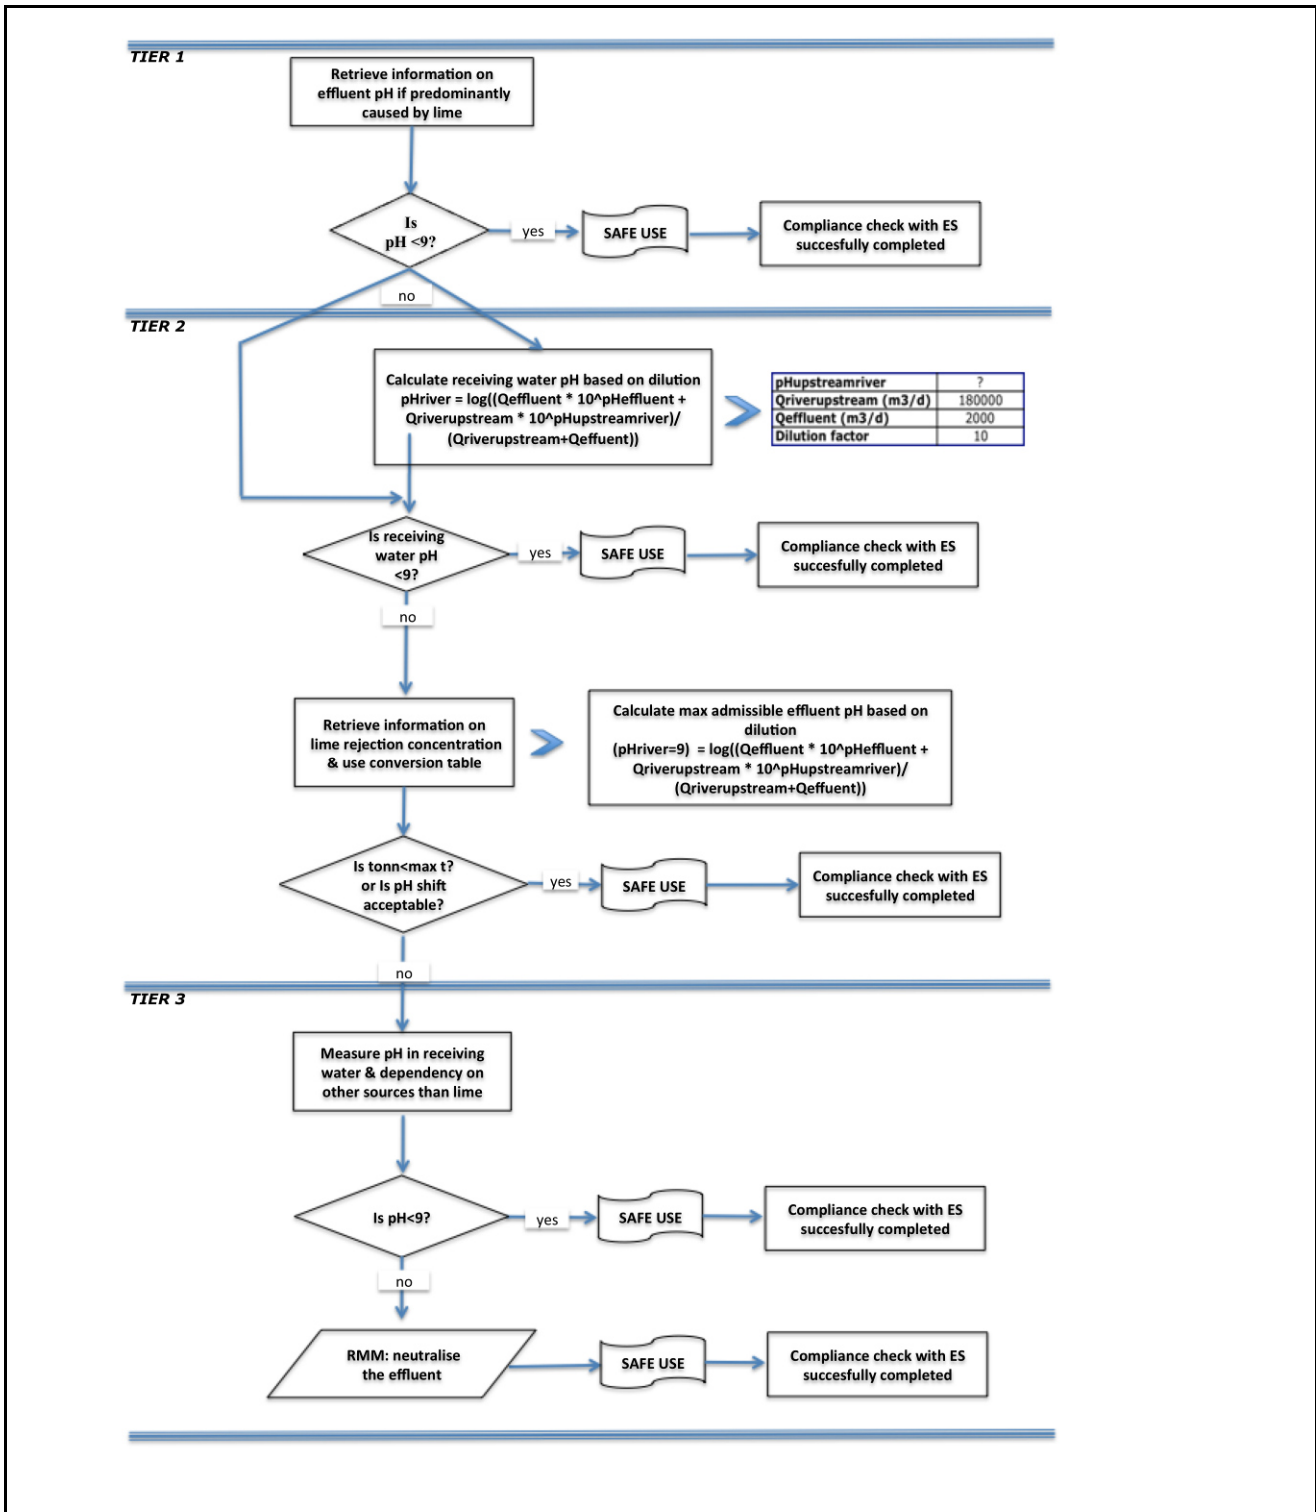 TIER 1
Retrieve information on
effluent pH if predominantly
caused by lime
Is
pH <9?
yes
SAFE USE
Compliance check with ES
succesfully completed
no
TIER 2
Calculate receiving water pH based on dilution
pHriver = log((Qeffluent * 10^pHeffluent +
Qriverupstream * 10^pHupstreamriver)/
(Qriverupstream+Qeffuent))
pHupstreamriver ?
Qriverupstream (m3/d) 180000
Qeffluent (m3/d) 2000
Dilution factor 10
Is receiving
water pH
<9?
yes
SAFE USE
Compliance check with ES
succesfully completed
no
Retrieve information on
lime rejection concentration
& use conversion table
Calculate max admissible effluent pH based on
dilution
(pHriver=9) = log((Qeffluent * 10^pHeffluent +
Qriverupstream * 10^pHupstreamriver)/
(Qriverupstream+Qeffuent))
Is tonn<max t?
or Is pH shift
acceptable?
yes
SAFE USE
Compliance check with ES
succesfully completed
no
TIER 3
Measure pH in receiving
water & dependency on
other sources than lime
Is pH<9?
yes
SAFE USE
Compliance check with ES
succesfully completed
no
RMM: neutralise
the effluent
SAFE USE
Compliance check with ES
succesfully completed